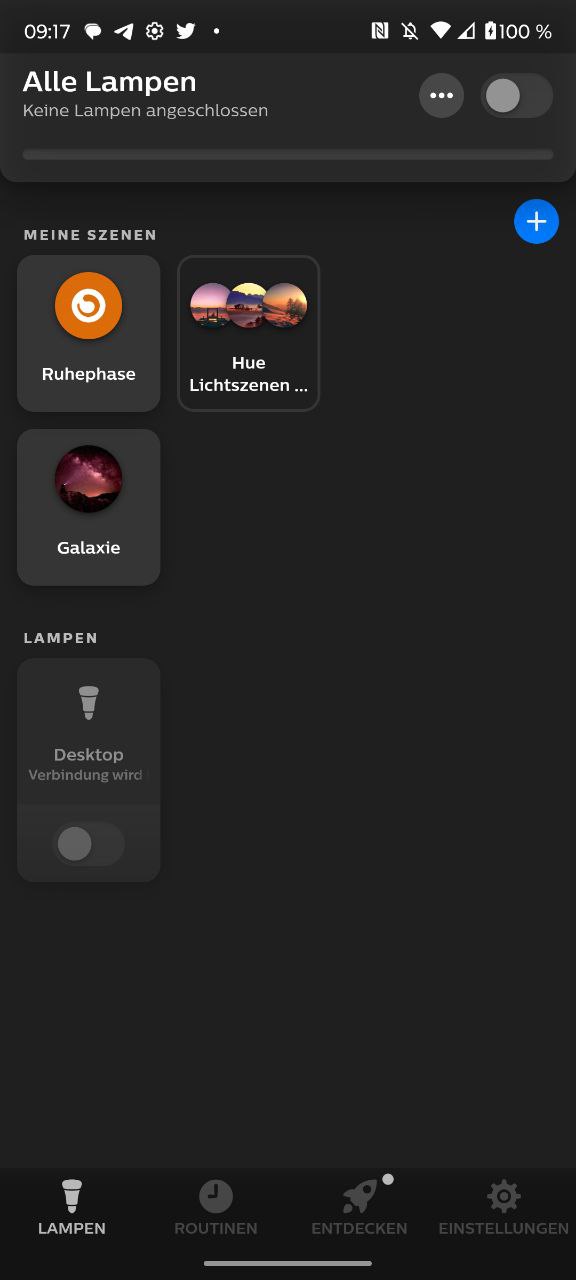 09:17
100 %
Alle Lampen
Keine Lampen angeschlossen
MEINE SZENEN
Ruhephase
Hue
Lichtszenen ...
Galaxie
LAMPEN
Desktop
Verbindung wird
LAMPEN
ROUTINEN
ENTDECKEN
EINSTELLUNGEN